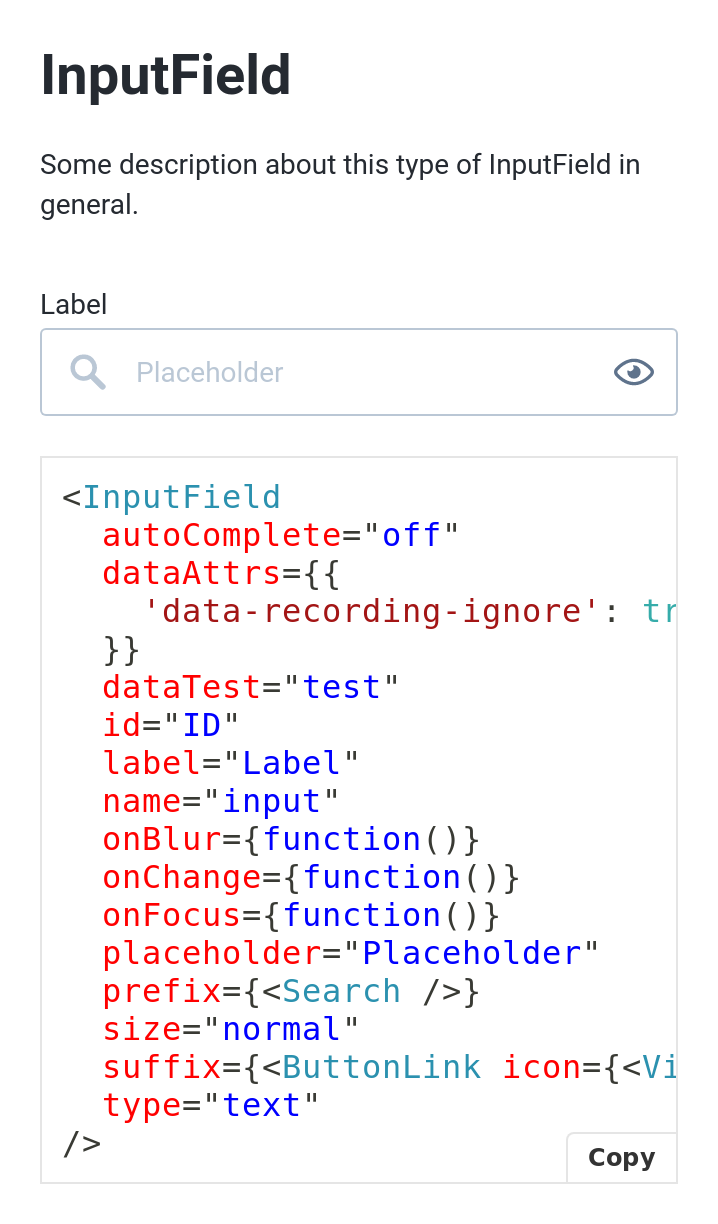 InputField
Some description about this type of InputField in
general.
Label
Placeholder
<InputField
  autoComplete="off"
  dataAttrs={{
    'data-recording-ignore': tr
  }}
  dataTest="test"
  id="ID"
  label="Label"
  name="input"
  onBlur={function()}
  onChange={function()}
  onFocus={function()}
  placeholder="Placeholder"
  prefix={<Search />}
  size="normal"
  suffix={<ButtonLink icon={<Vi
  type="text"
/>
Copy